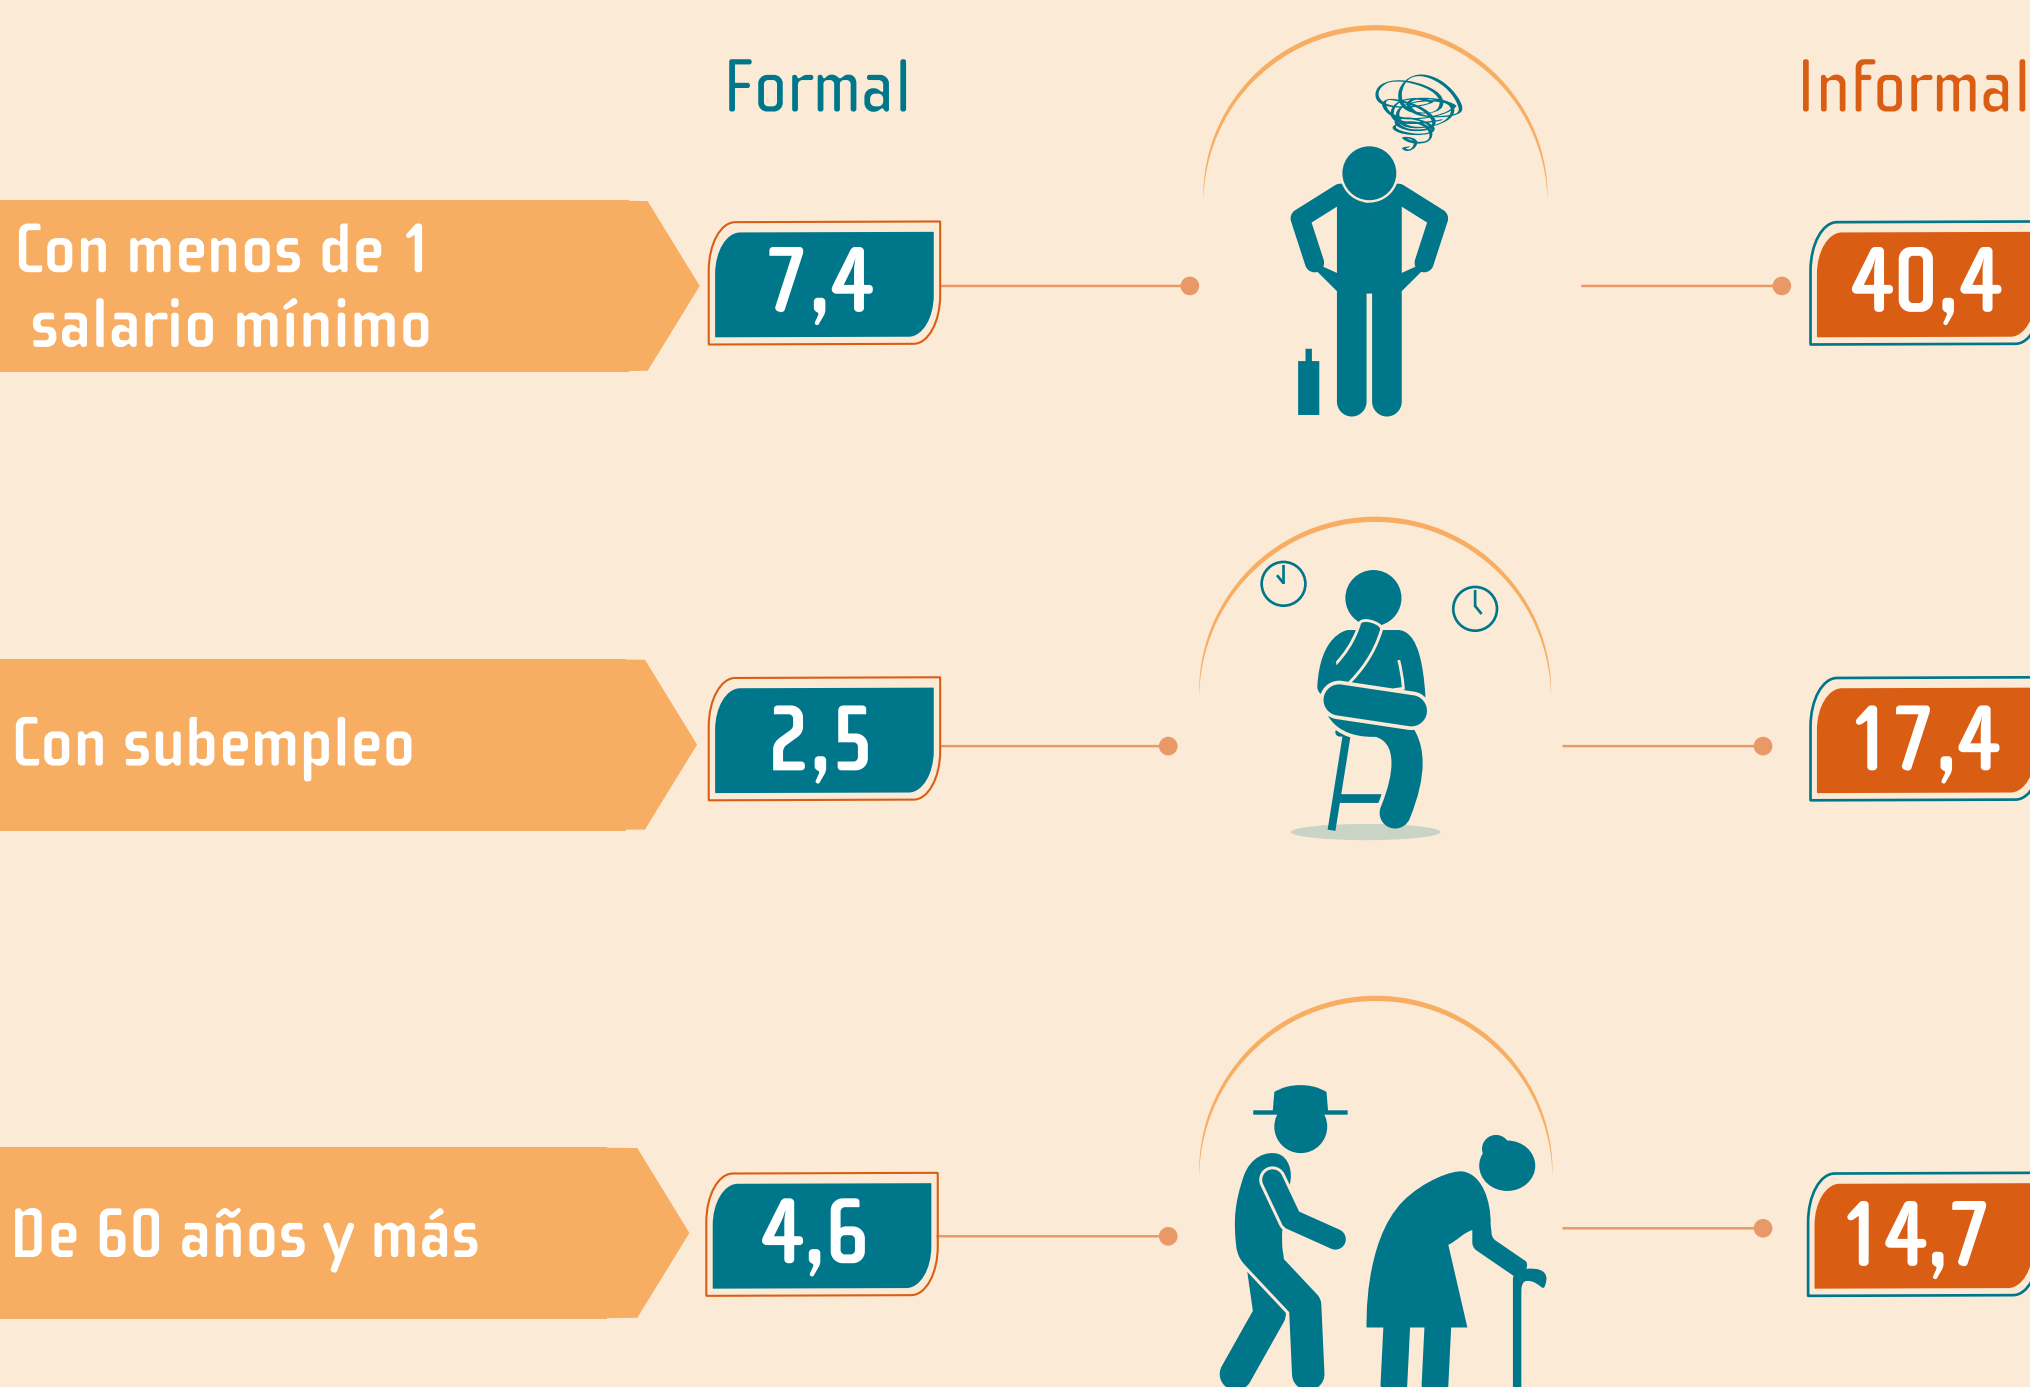 Formal
Informal
Con menos de 1
salario mínimo
7,4
40,4
Con subempleo
2,5
17,4
De 60 años y más
4,6
14,7